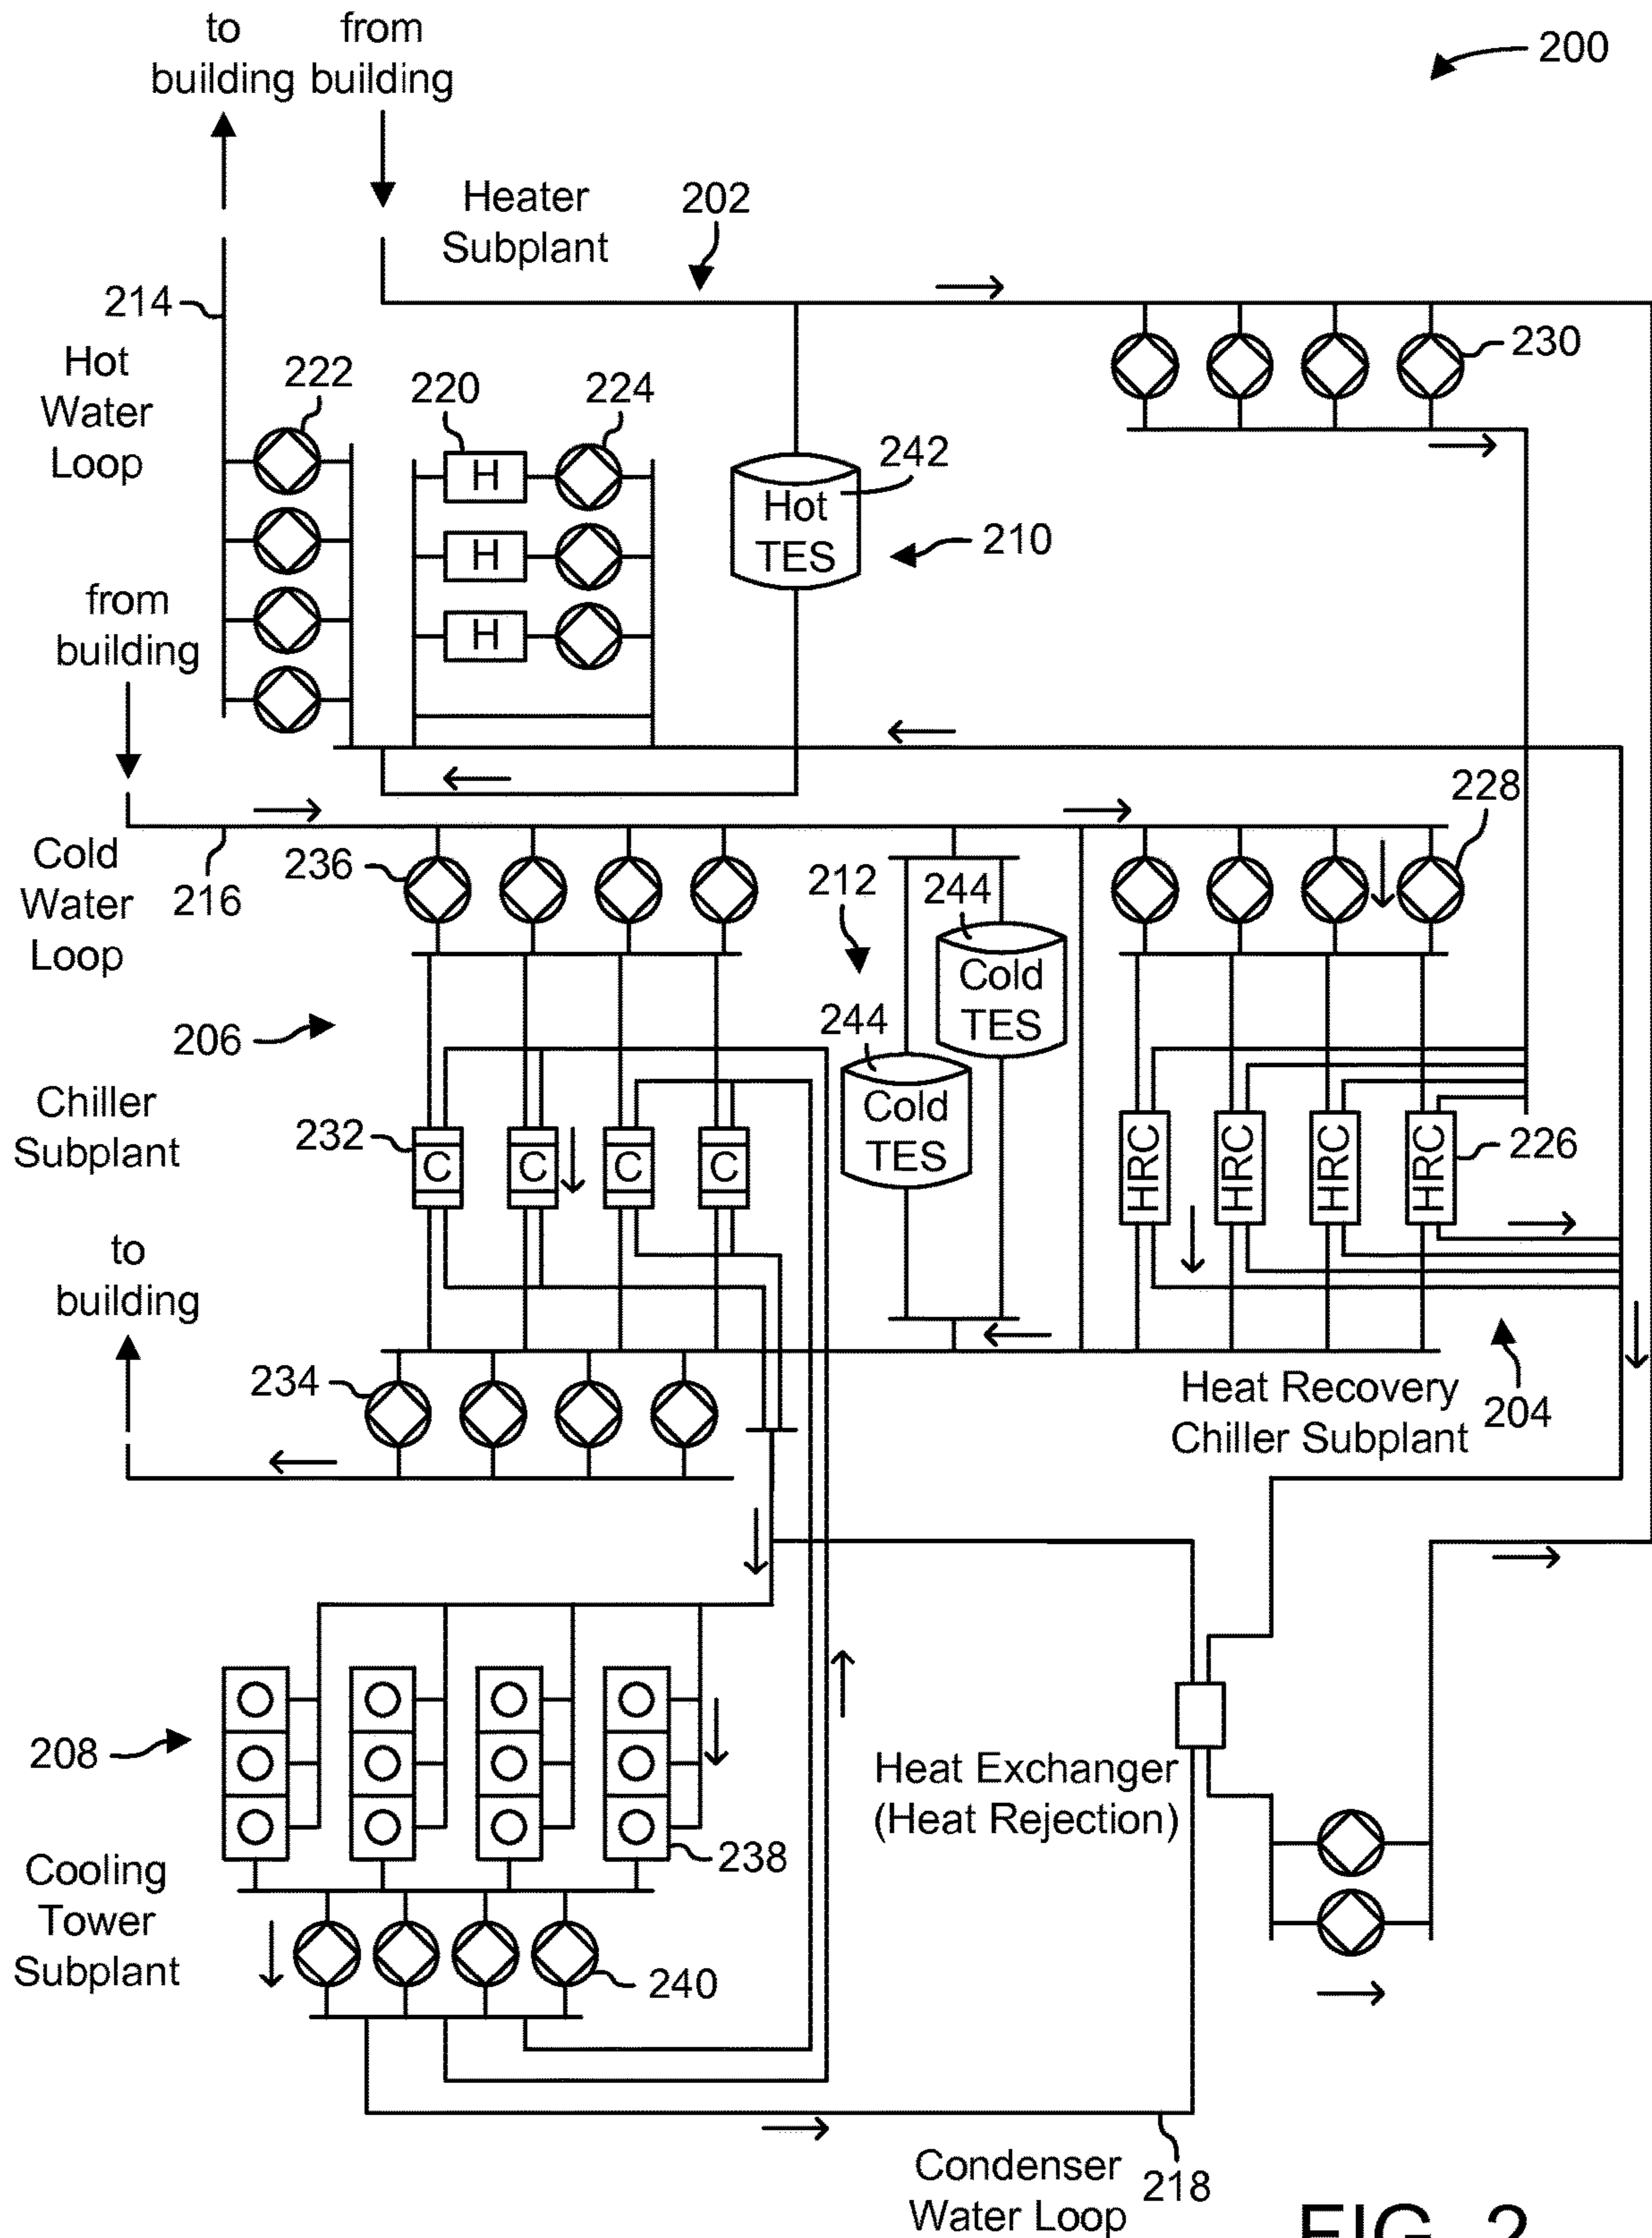 to
building
from
building
200
Heater
Subplant
202
214
Hot
Water
Loop
222
220
224
230
H
H
H
Hot
TES
242
210
from
building
228
Cold
Water
Loop
216
236
212
244
Cold
TES
244
Cold
TES
206
Chiller
Subplant
232
C
C
C
C
HRC
HRC
HRC
HRC
226
to
building
234
Heat Recovery
Chiller Subplant
204
208
Heat Exchanger
(Heat Rejection)
238
Cooling
Tower
Subplant
240
Condenser
Water Loop
218
FIG. 2